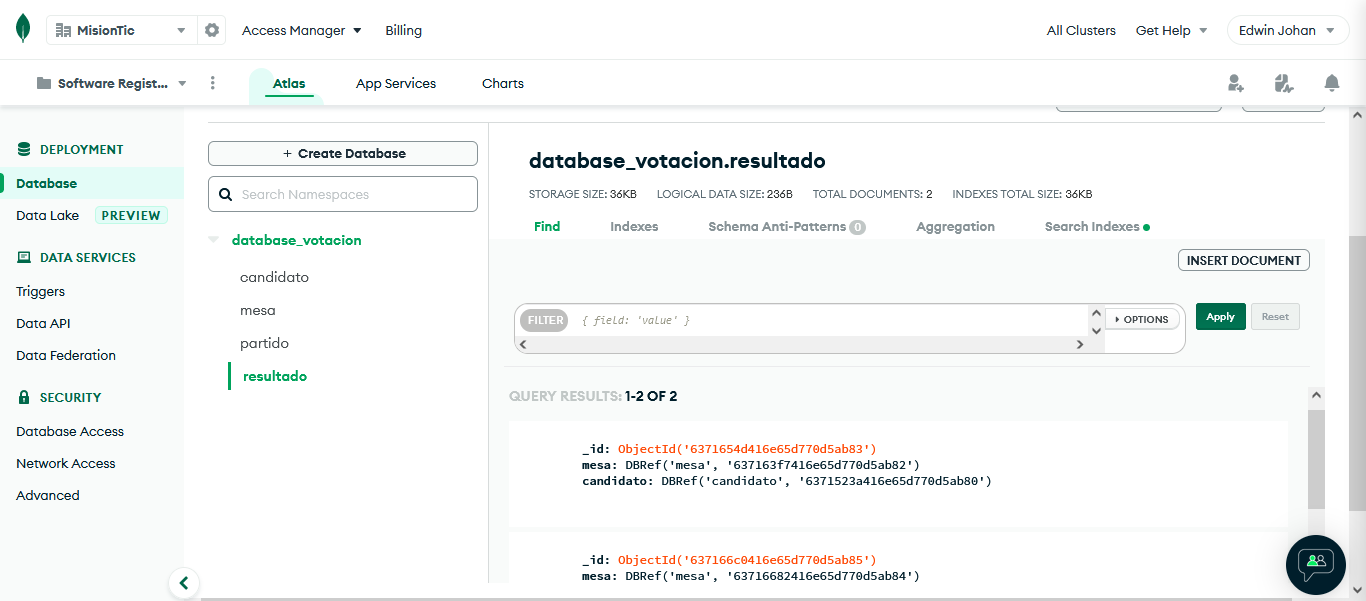 MisionTic
Access Manager
Billing
All Clusters
Get Help
Edwin Johan
Software Regist...
Atlas
App Services
Charts
DEPLOYMENT
Database
Data Lake PREVIEW
DATA SERVICES
Triggers
Data API
Data Federation
SECURITY
Database Access
Network Access
Advanced
+ Create Database
Search Namespaces
database_votacion
candidato
mesa
partido
resultado
database_votacion.resultado
STORAGE SIZE: 36KB LOGICAL DATA SIZE: 236B TOTAL DOCUMENTS: 2 INDEXES TOTAL SIZE: 36KB
Find Indexes Schema Anti-Patterns 0 Aggregation Search Indexes
INSERT DOCUMENT
FILTER { field: 'value' } OPTIONS Apply Reset
QUERY RESULTS: 1-2 OF 2
_id: ObjectId('6371654d416e65d770d5ab83')
mesa: DBRef('mesa', '637163f7416e65d770d5ab82')
candidato: DBRef('candidato', '6371523a416e65d770d5ab80')
_id: ObjectId('637166c0416e65d770d5ab85')
mesa: DBRef('mesa', '63716682416e65d770d5ab84')